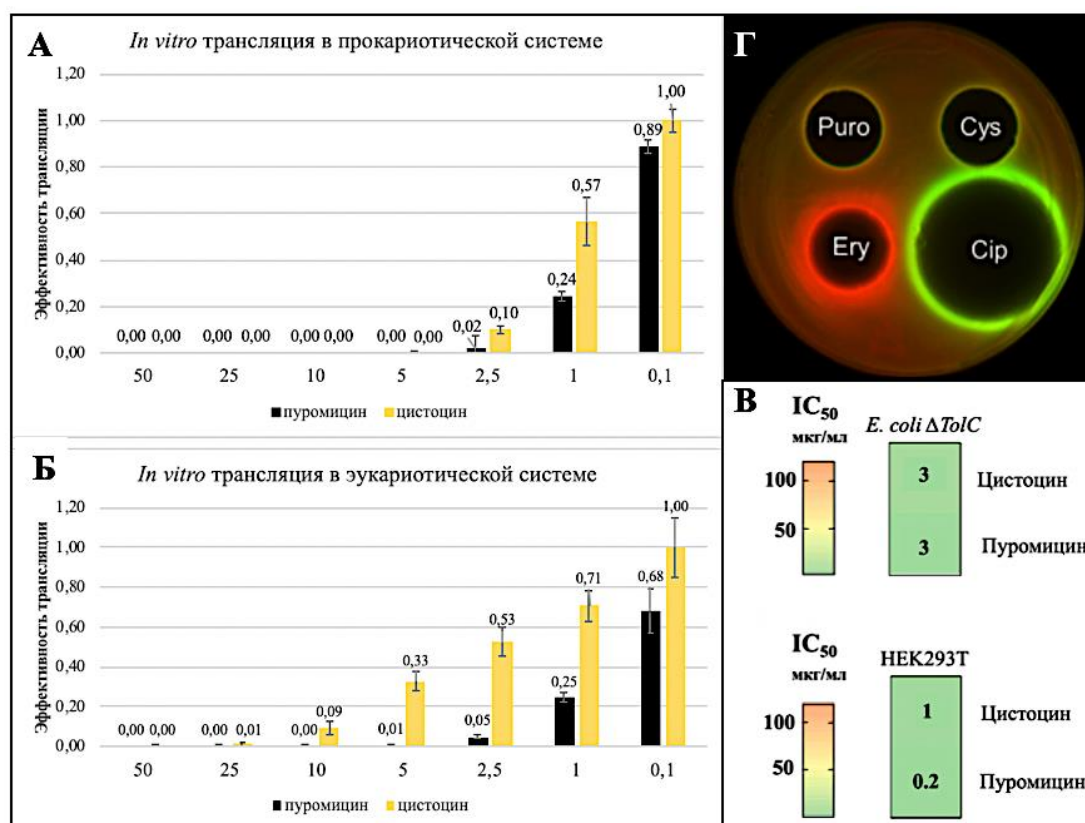 А
In vitro трансляция в прокариотической системе
Эффективность трансляции
1,20
1,00
0,80
0,60
0,40
0,20
0,00
0,00 0,00 0,00 0,00 0,00 0,00 0,00 0,00 0,02 0,10 0,24 0,57 0,89 1,00
50 25 10 5 2,5 1 0,1
пуромицин цистоцин
Б
In vitro трансляция в эукариотической системе
Эффективность трансляции
1,20
1,00
0,80
0,60
0,40
0,20
0,00
0,00 0,00 0,00 0,01 0,00 0,09 0,01 0,33 0,05 0,53 0,25 0,71 0,68 1,00
50 25 10 5 2,5 1 0,1
пуромицин цистоцин
Г
Puro Cys
Ery Cip
В
IC50
мкг/мл
E. coli ΔTolC
100
50
3 Цистоцин
3 Пуромицин
IC50
мкг/мл
HEK293T
100
50
1 Цистоцин
0.2 Пуромицин